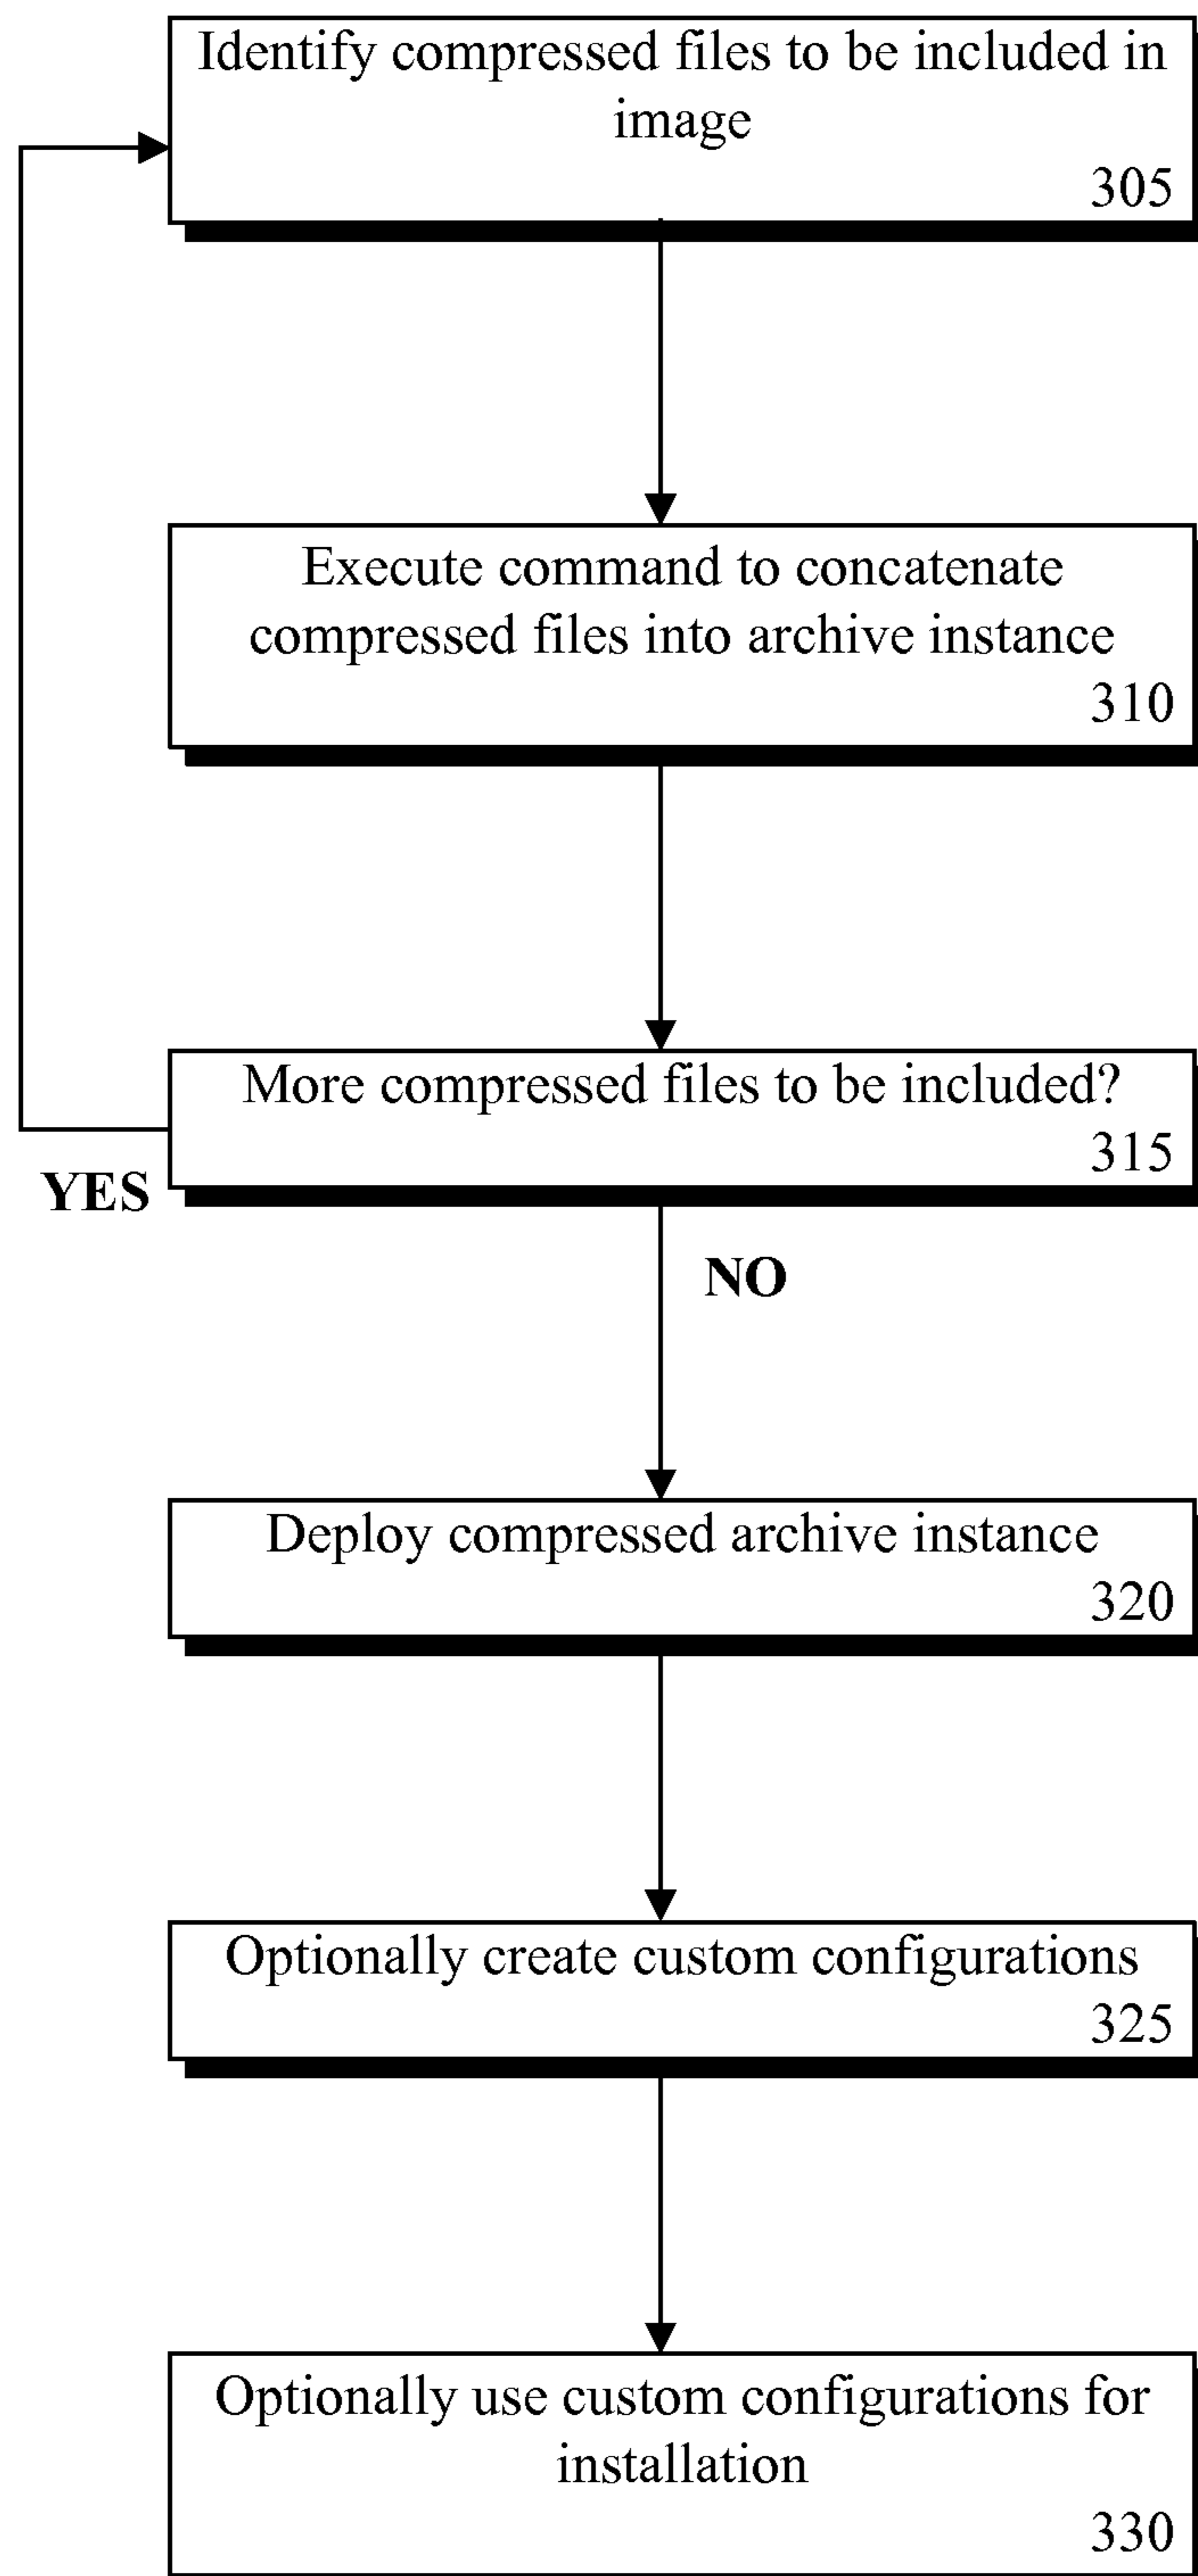 Identify compressed files to be included in
image
305
Execute command to concatenate
compressed files into archive instance
310
More compressed files to be included?
315
YES
NO
Deploy compressed archive instance
320
Optionally create custom configurations
325
Optionally use custom configurations for
installation
330